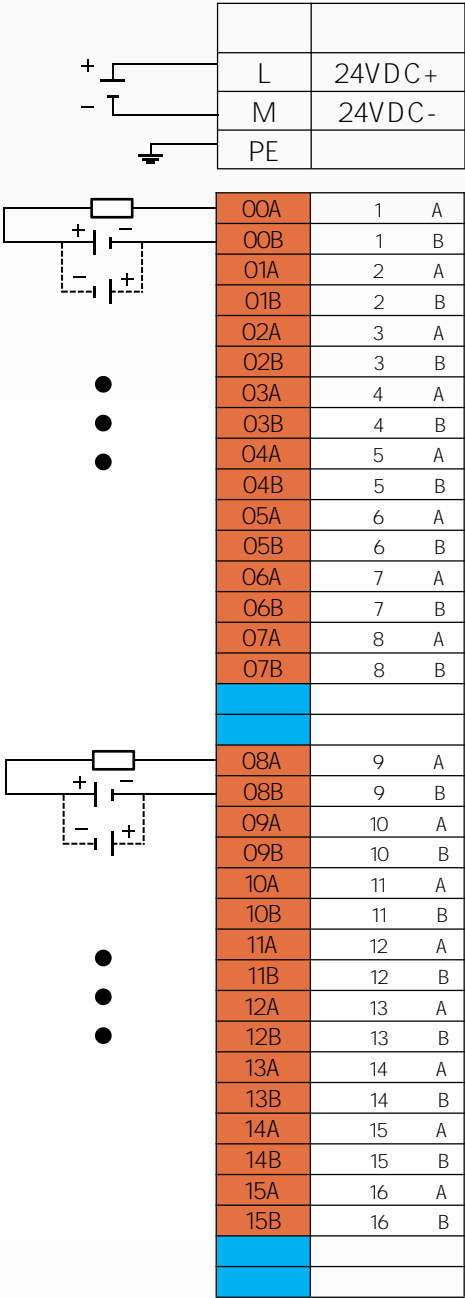 +
L 24VDC+
− M 24VDC-
PE
00A 1 A
+ − 00B 1 B
− + 01A 2 A
01B 2 B
02A 3 A
02B 3 B
03A 4 A
03B 4 B
04A 5 A
04B 5 B
05A 6 A
05B 6 B
06A 7 A
06B 7 B
07A 8 A
07B 8 B
08A 9 A
+ − 08B 9 B
− + 09A 10 A
09B 10 B
10A 11 A
10B 11 B
11A 12 A
11B 12 B
12A 13 A
12B 13 B
13A 14 A
13B 14 B
14A 15 A
14B 15 B
15A 16 A
15B 16 B